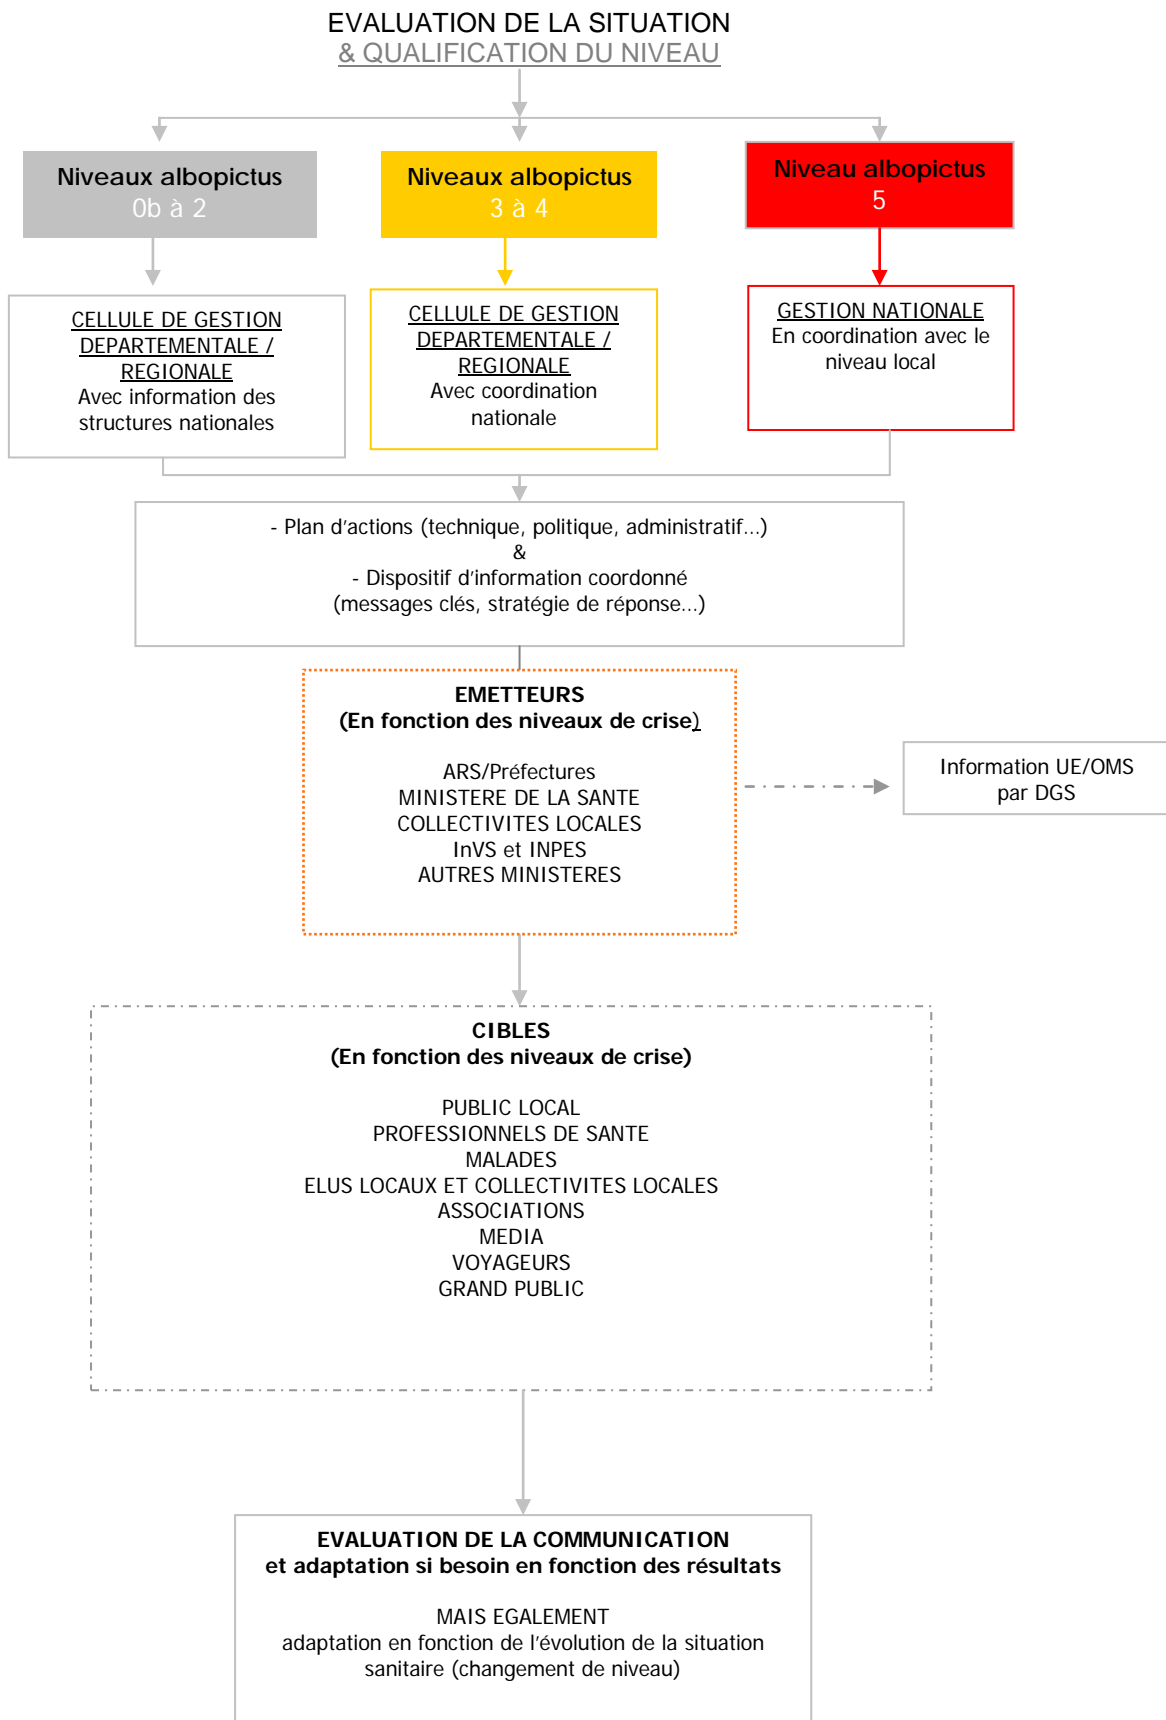 EVALUATION DE LA SITUATION
& QUALIFICATION DU NIVEAU
Niveaux albopictus
0b à 2
Niveaux albopictus
3 à 4
Niveau albopictus
5
CELLULE DE GESTION
DEPARTEMENTALE /
REGIONALE
Avec information des
structures nationales
CELLULE DE GESTION
DEPARTEMENTALE /
REGIONALE
Avec coordination
nationale
GESTION NATIONALE
En coordination avec le
niveau local
- Plan d'actions (technique, politique, administratif...)
&
- Dispositif d'information coordonné
(messages clés, stratégie de réponse...)
EMETTEURS
(En fonction des niveaux de crise)
ARS/Préfectures
MINISTERE DE LA SANTE
COLLECTIVITES LOCALES
InVS et INPES
AUTRES MINISTERES
Information UE/OMS
par DGS
CIBLES
(En fonction des niveaux de crise)
PUBLIC LOCAL
PROFESSIONNELS DE SANTE
MALADES
ELUS LOCAUX ET COLLECTIVITES LOCALES
ASSOCIATIONS
MEDIA
VOYAGEURS
GRAND PUBLIC
EVALUATION DE LA COMMUNICATION
et adaptation si besoin en fonction des résultats
MAIS EGALEMENT
adaptation en fonction de l'évolution de la situation
sanitaire (changement de niveau)